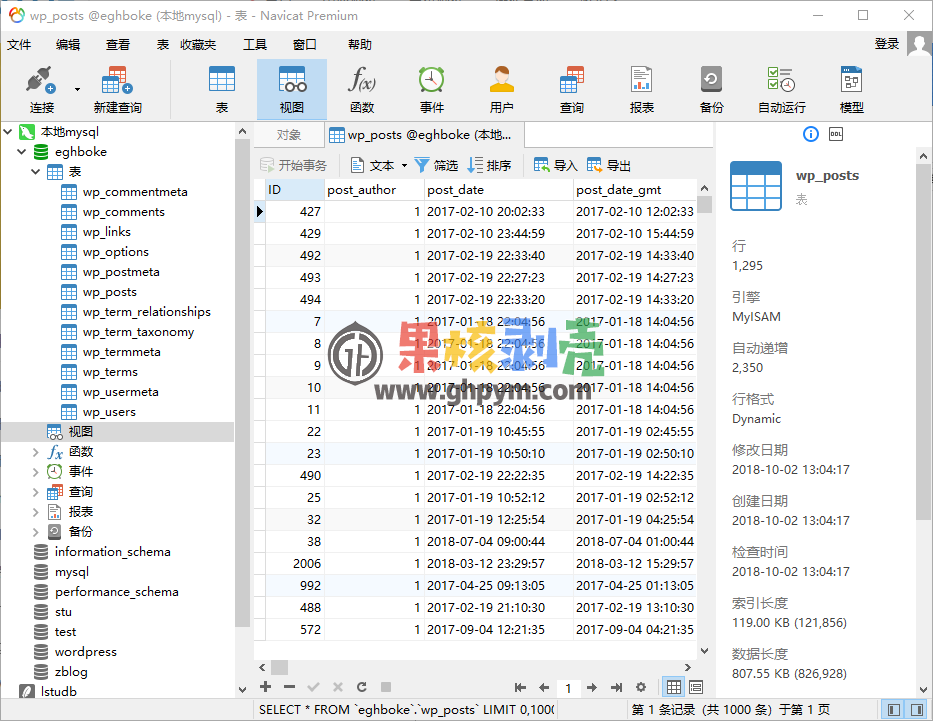 wp_posts @eghboke (本地mysql) - 表 - Navicat Premium
文件 编辑 查看 表 收藏夹 工具 窗口 帮助 登录
连接 新建查询 表 视图 函数 事件 用户 查询 报表 备份 自动运行 模型
本地mysql
eghboke
表
wp_commentmeta
wp_comments
wp_links
wp_options
wp_postmeta
wp_posts
wp_term_relationships
wp_term_taxonomy
wp_termmeta
wp_terms
wp_usermeta
wp_users
视图
函数
事件
查询
报表
备份
information_schema
mysql
performance_schema
stu
test
wordpress
zblog
lstudb
对象 wp_posts @eghboke (本地...
开始事务 文本 筛选 排序 导入 导出
ID post_author post_date post_date_gmt
427 1 2017-02-10 20:02:33 2017-02-10 12:02:33
429 1 2017-02-10 23:44:59 2017-02-10 15:44:59
492 1 2017-02-19 22:33:40 2017-02-19 14:33:40
493 1 2017-02-19 22:27:23 2017-02-19 14:27:23
494 1 2017-02-19 22:33:20 2017-02-19 14:33:20
7 1 2017-01-18 22:04:56 2017-01-18 14:04:56
8 1 2017-01-18 22:04:56 2017-01-18 14:04:56
9 1 2017-01-18 22:04:56 2017-01-18 14:04:56
10 1 2017-01-18 22:04:56 2017-01-18 14:04:56
11 1 2017-01-18 22:04:56 2017-01-18 14:04:56
22 1 2017-01-19 10:45:55 2017-01-19 02:45:55
23 1 2017-01-19 10:50:10 2017-01-19 02:50:10
490 1 2017-02-19 22:22:35 2017-02-19 14:22:35
25 1 2017-01-19 10:52:12 2017-01-19 02:52:12
32 1 2017-01-19 12:25:54 2017-01-19 04:25:54
38 1 2018-07-04 09:00:44 2018-07-04 01:00:44
2006 1 2018-03-12 23:29:57 2018-03-12 15:29:57
992 1 2017-04-25 09:13:05 2017-04-25 01:13:05
488 1 2017-02-19 21:10:30 2017-02-19 13:10:30
572 1 2017-09-04 12:21:35 2017-09-04 04:21:35
果核剥壳
www.ghpym.com
1
SELECT * FROM `eghboke`.`wp_posts` LIMIT 0,1000 第 1 条记录 (共 1000 条) 于第 1 页
DDL
wp_posts
表
行
1,295
引擎
MyISAM
自动递增
2,350
行格式
Dynamic
修改日期
2018-10-02 13:04:17
创建日期
2018-10-02 13:04:17
检查时间
2018-10-02 13:04:17
索引长度
119.00 KB (121,856)
数据长度
807.55 KB (826,928)